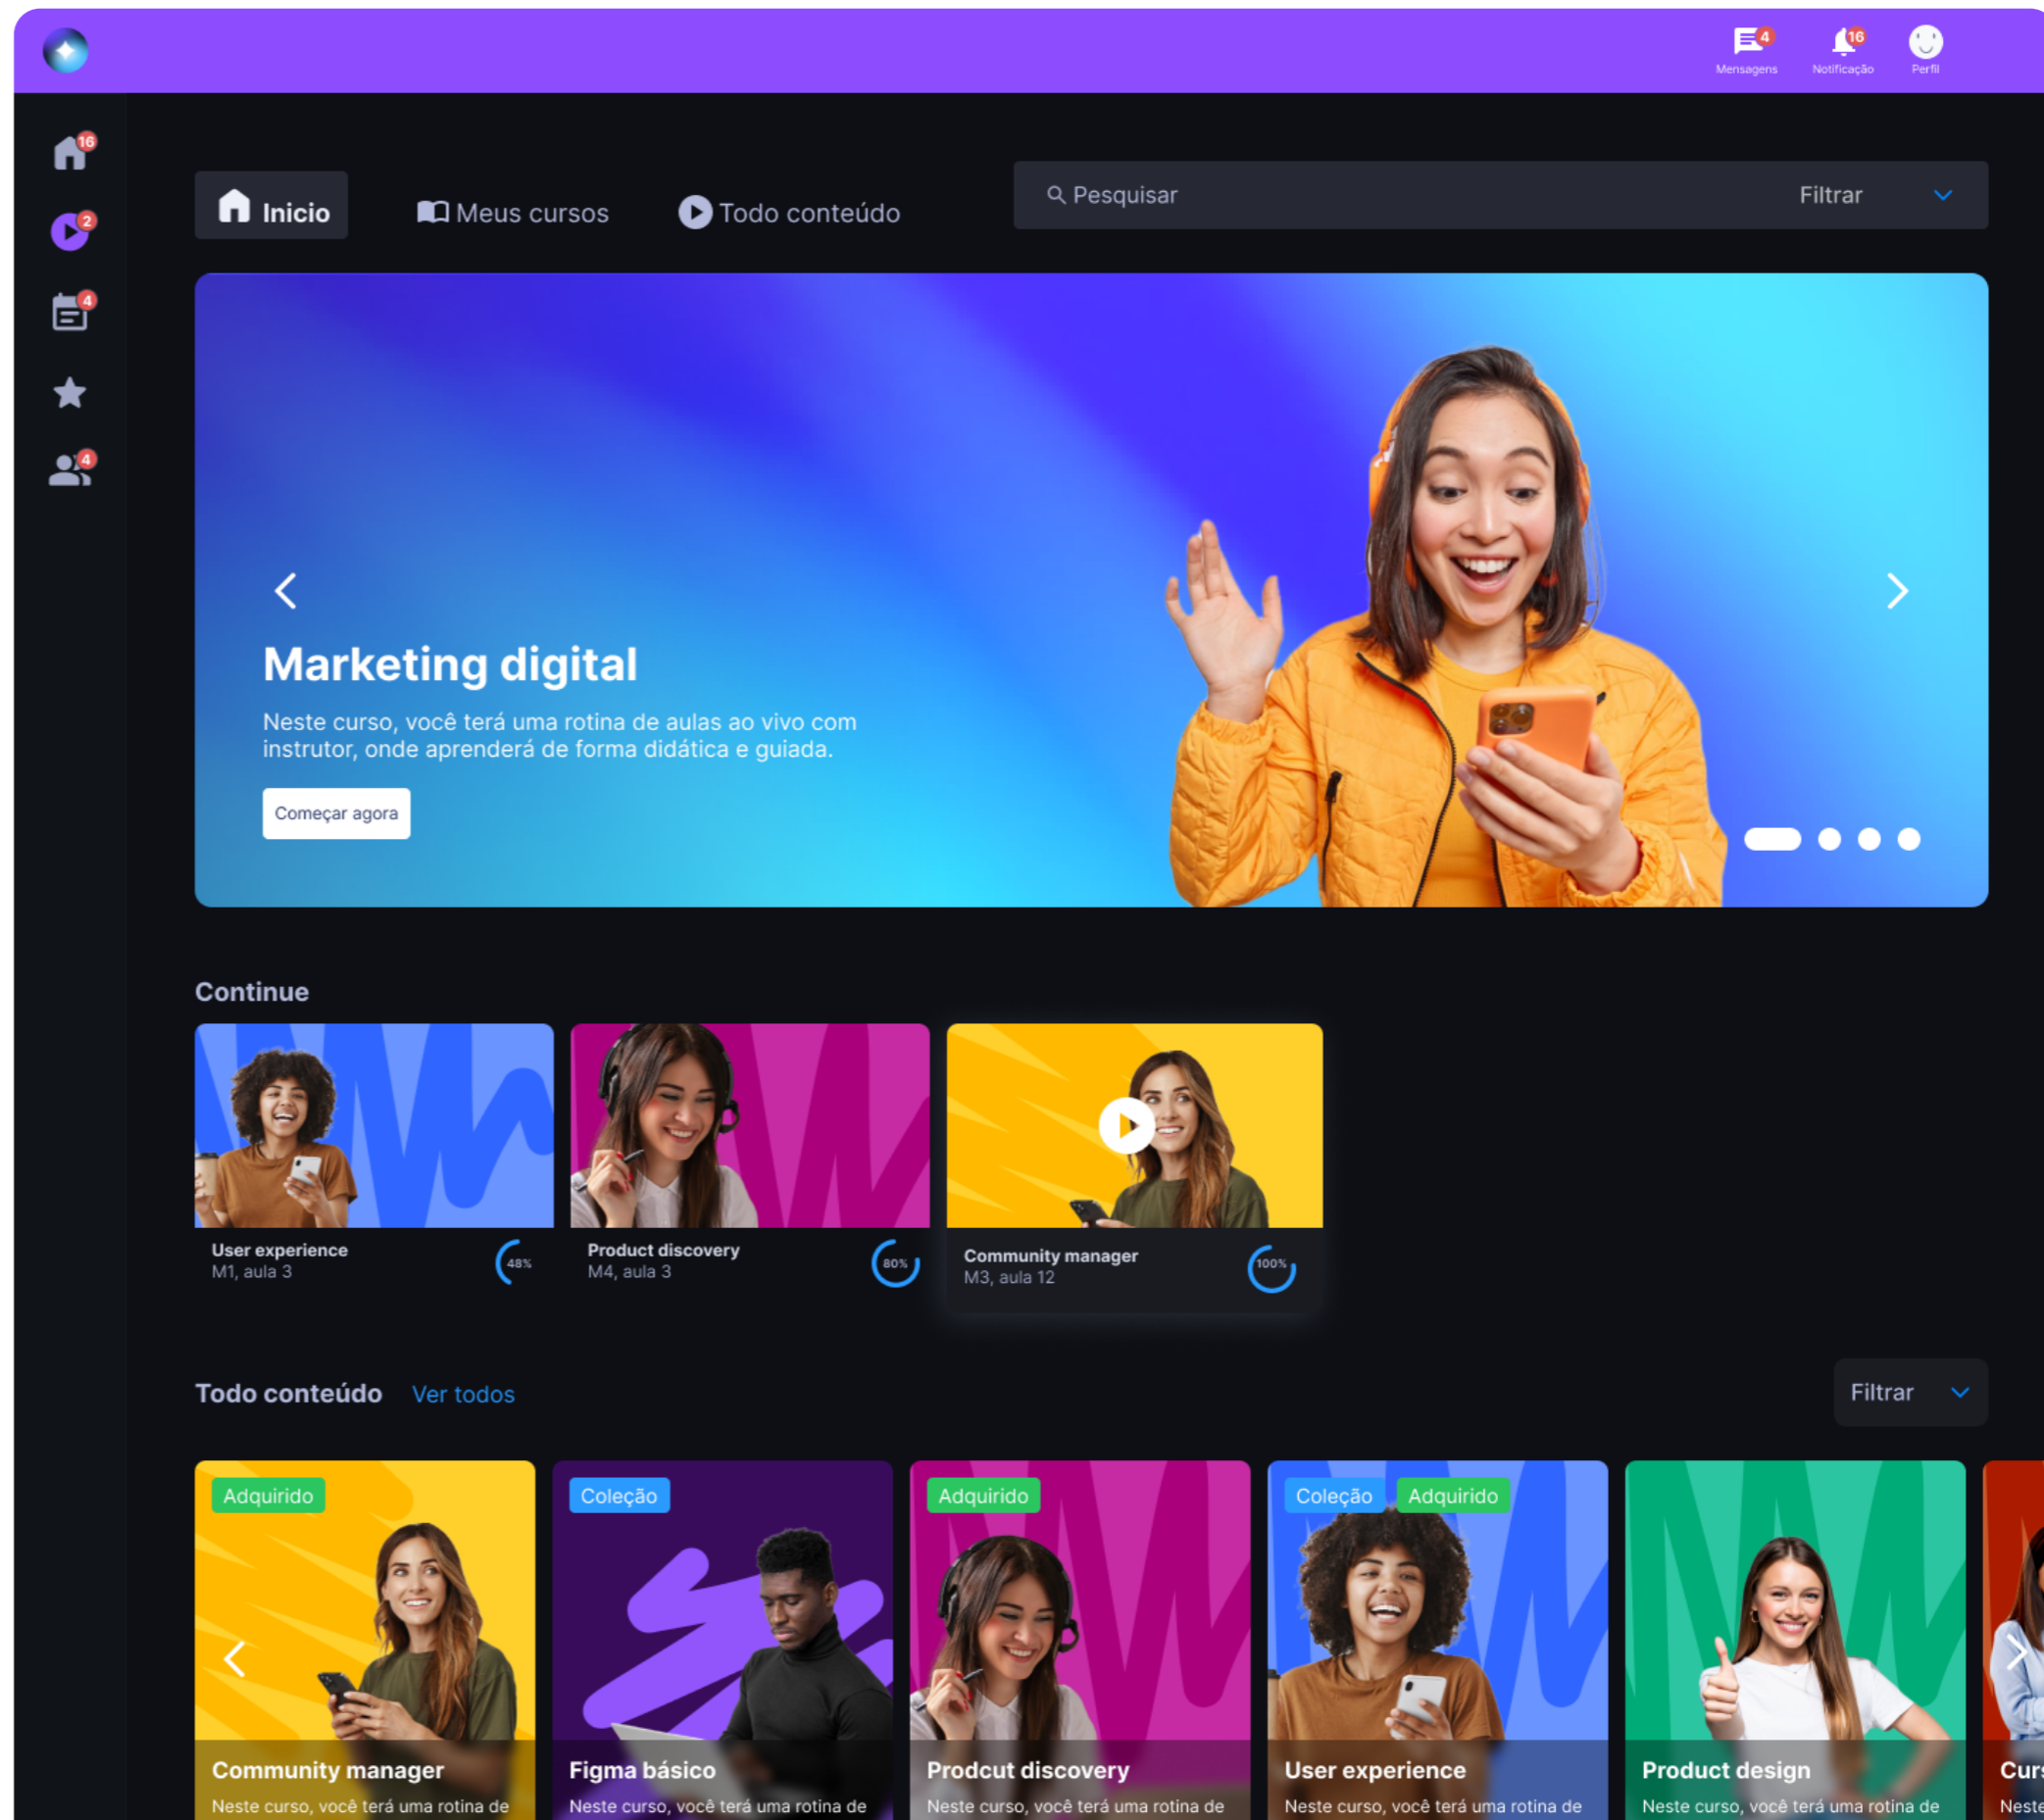 4
16
Mensagens
Notificação
Perfil
16
2
4
4
Inicio
Meus cursos
Todo conteúdo
Pesquisar
Filtrar
Marketing digital
Neste curso, você terá uma rotina de aulas ao vivo com
instrutor, onde aprenderá de forma didática e guiada.
Começar agora
Continue
User experience
M1, aula 3
48%
Product discovery
M4, aula 3
80%
Community manager
M3, aula 12
100%
Todo conteúdo
Ver todos
Filtrar
Adquirido
Community manager
Neste curso, você terá uma rotina de
Coleção
Figma básico
Neste curso, você terá uma rotina de
Adquirido
Prodcut discovery
Neste curso, você terá uma rotina de
Coleção
Adquirido
User experience
Neste curso, você terá uma rotina de
Product design
Neste curso, você terá uma rotina de